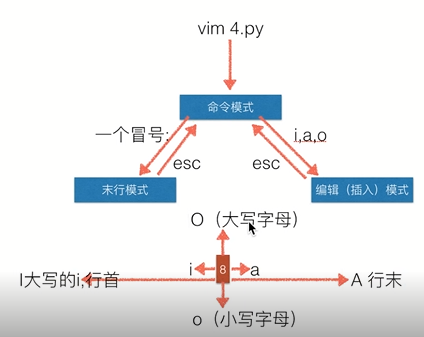 vim 4.py
命令模式
一个冒号:
i,a,o
esc
esc
末行模式
编辑（插入）模式
O（大写字母）
i
8
a
I大写的i,行首
A 行末
o（小写字母）